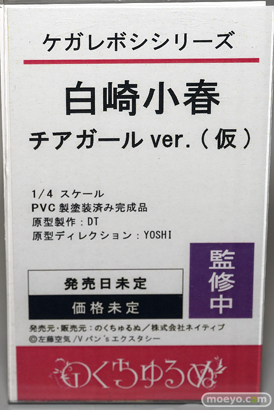 ケガレボシシリーズ
白崎小春
チアガール ver. (仮)
1/4 スケール
PVC 製塗装済み完成品
原型製作：DT
原型ディレクション：YOSHI
監修中
発売日未定
価格未定
発売元・販売元：のくちゅるぬ／株式会社ネイティブ
©左藤空気／Vパン'sエクスタシー
のくちゅるぬ
moeyo.com